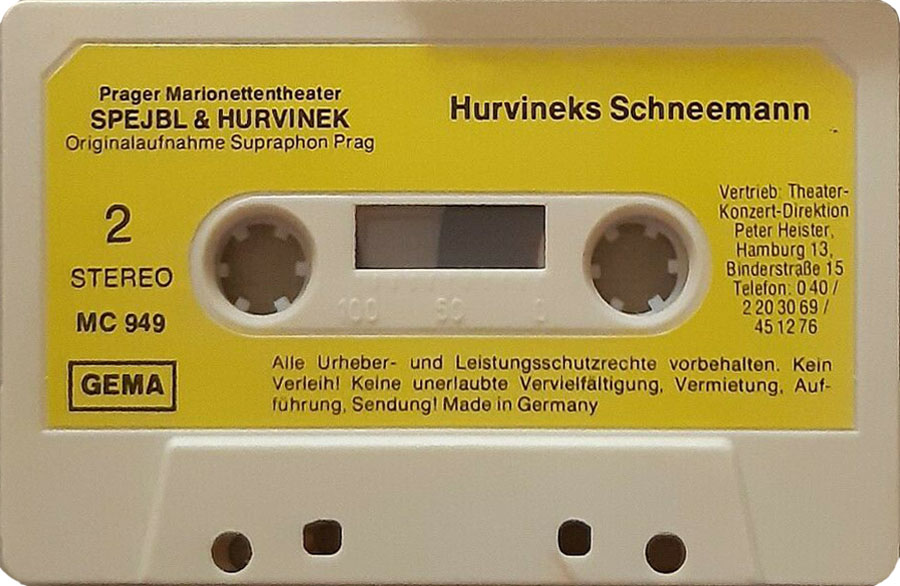 Prager Marionettentheater
SPEJBL & HURVINEK
Originalaufnahme Supraphon Prag
Hurvineks Schneemann
2
STEREO
MC 949
GEMA
100 50 0
Vertrieb: Theater-
Konzert-Direktion
Peter Heister,
Hamburg 13,
Binderstraße 15
Telefon: 0 40 /
2 20 30 69 /
45 12 76
Alle Urheber- und Leistungsschutzrechte vorbehalten. Kein
Verleih! Keine unerlaubte Vervielfältigung, Vermietung, Auf-
führung, Sendung! Made in Germany